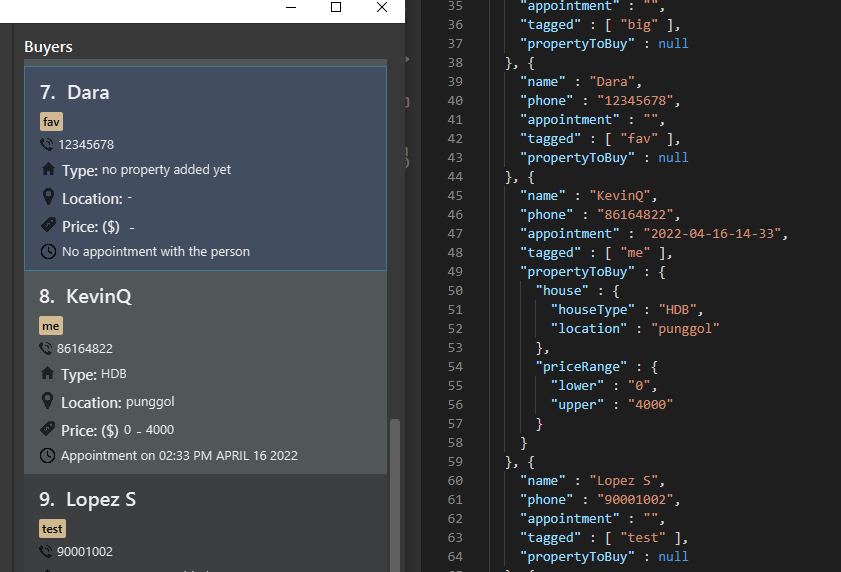 Buyers
7. Dara
fav
12345678
Type: no property added yet
Location: -
Price: ($) -
No appointment with the person
8. KevinQ
me
86164822
Type: HDB
Location: punggol
Price: ($) 0 - 4000
Appointment on 02:33 PM APRIL 16 2022
9. Lopez S
test
90001002
35 "appointment" : "",
36 "tagged" : [ "big" ],
37 "propertyToBuy" : null
38 }, {
39 "name" : "Dara",
40 "phone" : "12345678",
41 "appointment" : "",
42 "tagged" : [ "fav" ],
43 "propertyToBuy" : null
44 }, {
45 "name" : "KevinQ",
46 "phone" : "86164822",
47 "appointment" : "2022-04-16-14-33",
48 "tagged" : [ "me" ],
49 "propertyToBuy" : {
50 "house" : {
51 "houseType" : "HDB",
52 "location" : "punggol"
53 },
54 "priceRange" : {
55 "lower" : "0",
56 "upper" : "4000"
57 }
58 }
59 }, {
60 "name" : "Lopez S",
61 "phone" : "90001002",
62 "appointment" : "",
63 "tagged" : [ "test" ],
64 "propertyToBuy" : null